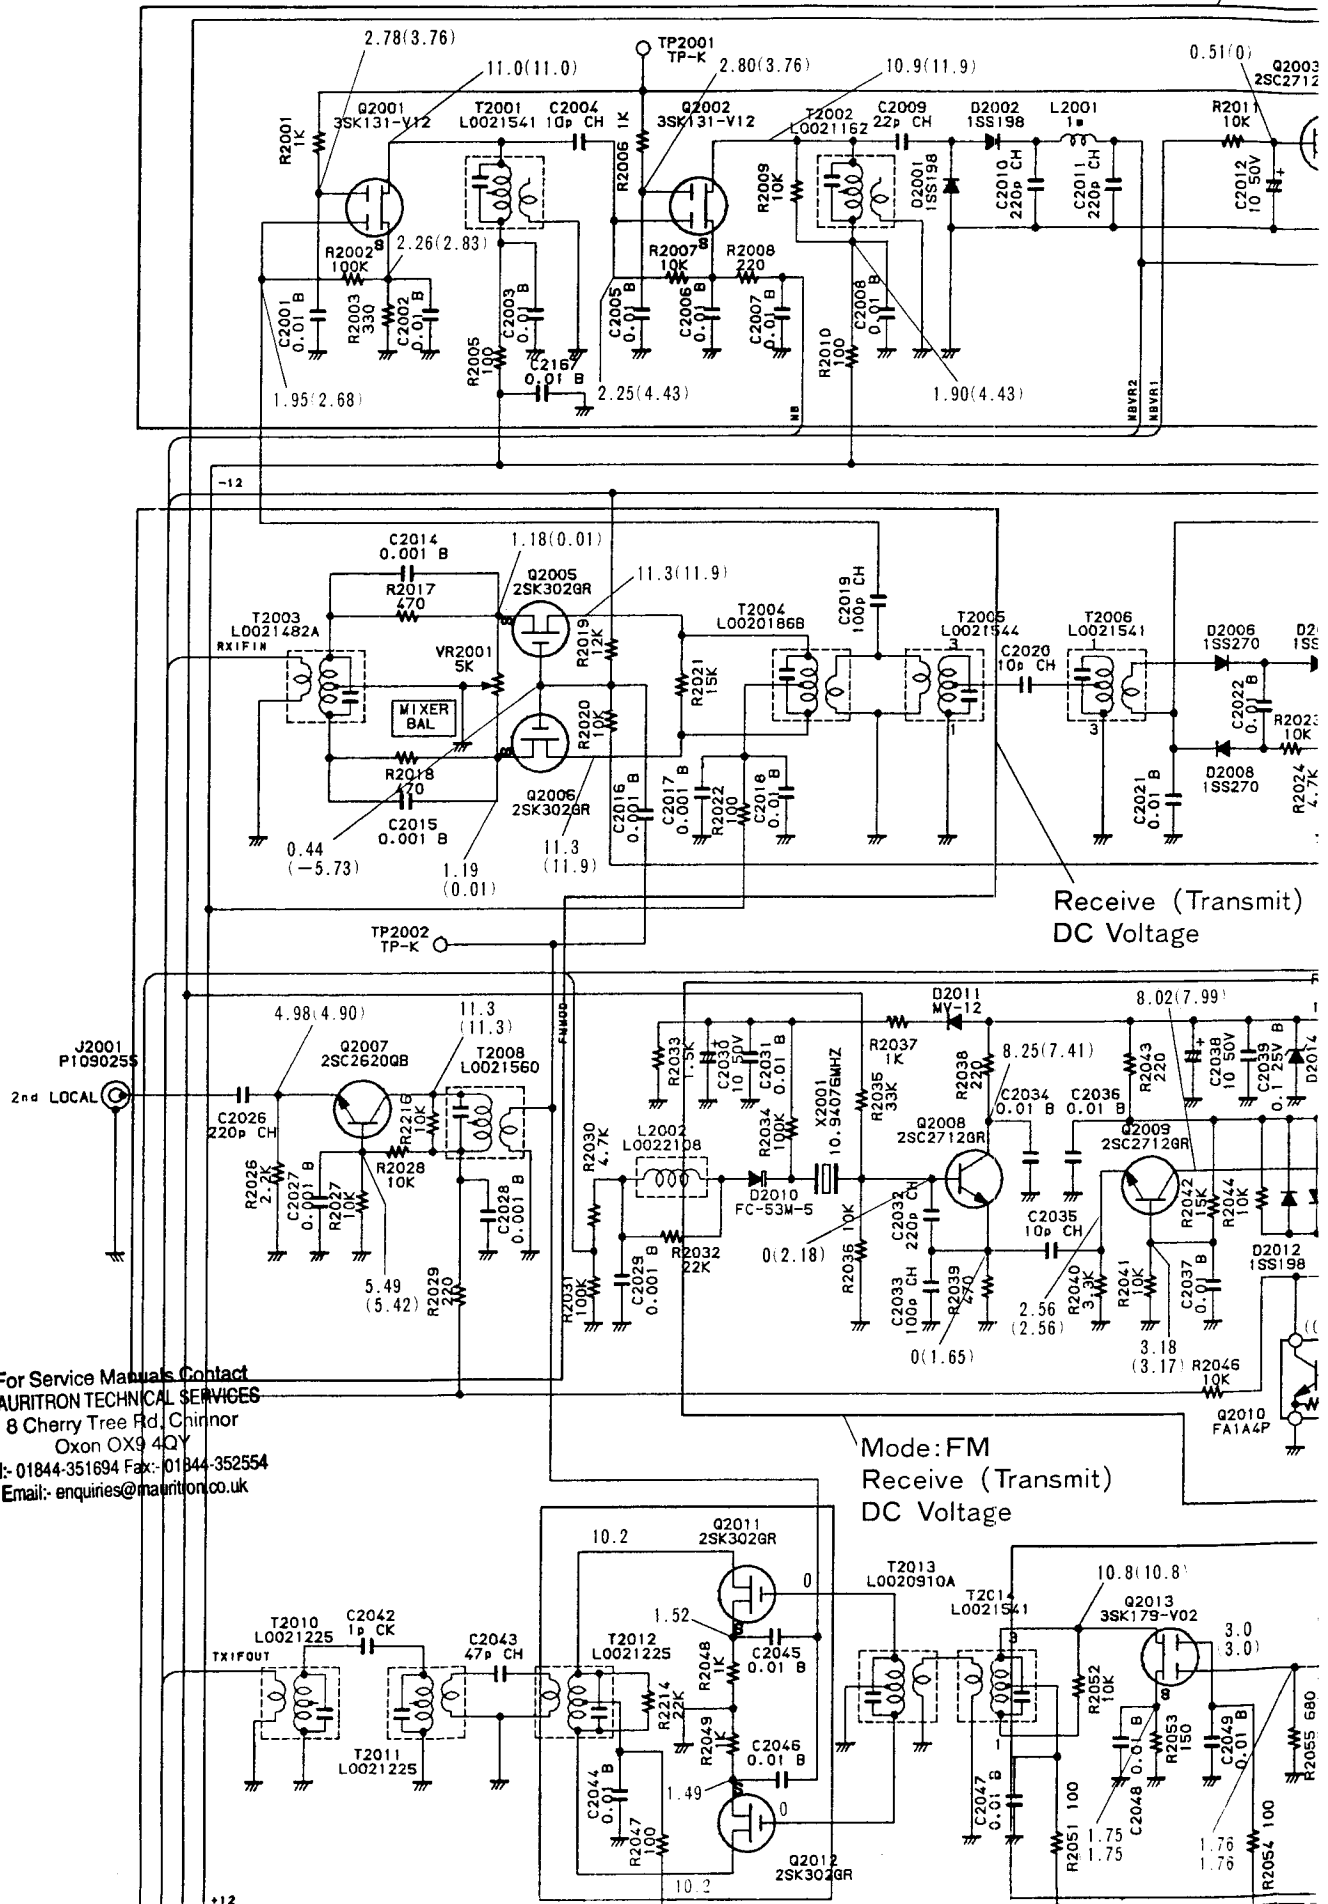 2.78(3.76)
11.0(11.0)
TP2001
TP-K
2.80(3.76)
10.9(11.9)
0.51(0)
Q2003
2SC2712
R2001
1K
Q2001
3SK131-V12
T2001
L0021541
C2004
10p CH
R2006 1K
Q2002
3SK131-V12
T2002
L0021162
C2009
22p CH
D2002
1SS198
L2001
R2011
10K
R2009
10K
D2001
1SS198
C2010
220p CH
C2011
220p CH
C2012
10 50V
S
S
2.26(2.83)
R2002
100K
R2007
10K
R2008
220
C2001
0.01 B
R2003
330
C2002
0.01 B
C2003
0.01 B
R2005
100
C2167
0.01 B
C2005
0.01 B
C2006
0.01 B
C2007
0.01 B
C2008
0.01 B
R2010
100
1.95(2.68)
2.25(4.43)
1.90(4.43)
NB
NBVR2
NBVR1
-12
C2014
0.001 B
1.18(0.01)
Q2005
2SK302GR
11.3(11.9)
R2017
470
T2003
L0021482A
RXIFIN
VR2001
5K
MIXER
BAL
R2019
12K
R2020
10K
R2021
15K
T2004
L0020186B
C2019
100p CH
T2005
L0021544
3
1
C2020
10p CH
T2006
L0021541
1
3
D2006
1SS270
C2022
0.01 B
R2023
10K
R2024
4.7K
D2008
1SS270
C2021
0.01 B
R2018
470
C2015
0.001 B
Q2006
2SK302GR
C2016
0.001 B
C2017
0.001 B
R2022
100
C2018
0.01 B
0.44
(-5.73)
1.19
(0.01)
11.3
(11.9)
Receive (Transmit)
DC Voltage
TP2002
TP-K
FMMOD
4.98(4.90)
11.3
(11.3)
J2001
P1090255
2nd LOCAL
Q2007
2SC2620QB
T2008
L0021560
C2026
220p CH
R2216
10K
R2026
2.2K
C2027
0.001 B
R2027
10K
R2028
10K
C2028
0.001 B
R2029
220
5.49
(5.42)
R2030
4.7K
R2031
100K
L2002
L0022108
R2032
22K
C2029
0.001 B
R2033
1.5K
C2030
10 50V
C2031
0.01 B
R2034
100K
D2010
FC-53M-5
X2001
10.94076MHZ
R2035
33K
R2036 10K
R2037
1K
D2011
MV-12
R2038
220
8.25(7.41)
8.02(7.99)
Q2008
2SC2712GR
C2032
220p CH
C2033
100p CH
R2039
470
0(2.18)
0(1.65)
C2034
0.01 B
C2035
10p CH
C2036
0.01 B
R2043
220
Q2009
2SC2712GR
C2038
10 50V
C2039
0.1 25V B
D2014
R2042
15K
R2044
10K
R2040
3.3K
R2041
10K
C2037
0.01 B
D2012
1SS198
2.56
(2.56)
3.18
(3.17)
R2046
10K
Q2010
FA1A4P
For Service Manuals Contact
MAURITRON TECHNICAL SERVICES
8 Cherry Tree Rd, Chinnor
Oxon OX9 4QY
:- 01844-351694 Fax:- 01844-352554
Email:- enquiries@mauritron.co.uk
Mode:FM
Receive (Transmit)
DC Voltage
10.2
Q2011
2SK302GR
0
1.52
T2010
L0021225
C2042
1p CK
TXIFOUT
T2011
L0021225
C2043
47p CH
T2012
L0021225
R2214
22K
R2048
1K
C2045
0.01 B
R2049
1K
C2046
0.01 B
1.49
0
C2044
0.01 B
R2047
100
Q2012
2SK302GR
10.2
T2013
L0020910A
T2014
L0021541
3
1
10.8(10.8)
Q2013
3SK179-V02
3.0
(3.0)
R2052
10K
S
C2048
0.01 B
R2053
150
C2049
0.01 B
R2055 680
C2047
0.01 B
R2051 100
1.75
1.75
1.76
1.76
R2054 100
+12